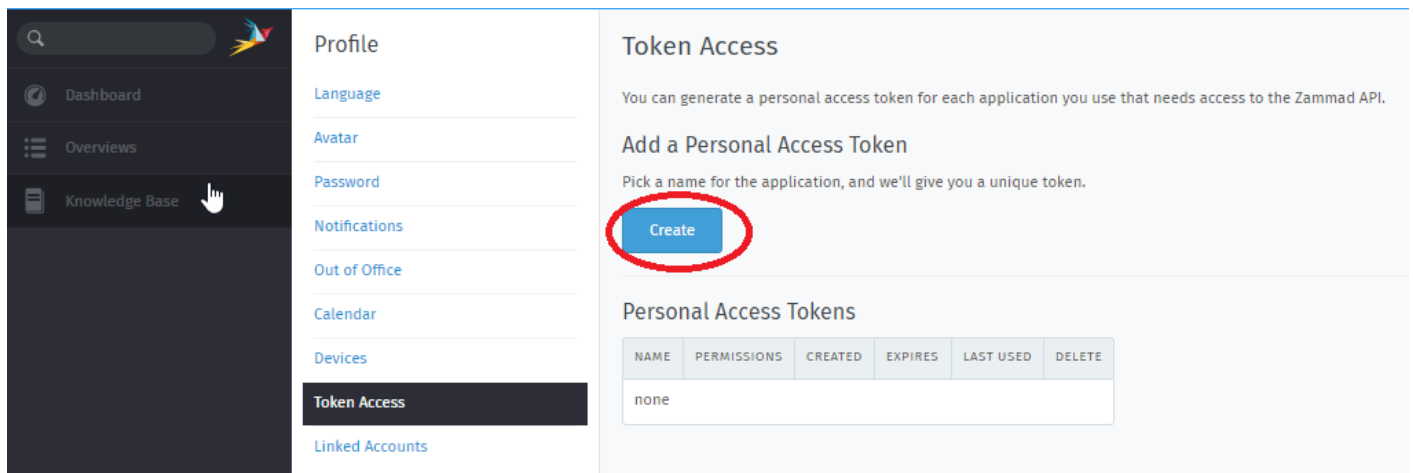 Dashboard
Overviews
Knowledge Base
Profile
Language
Avatar
Password
Notifications
Out of Office
Calendar
Devices
Token Access
Linked Accounts
Token Access
You can generate a personal access token for each application you use that needs access to the Zammad API.
Add a Personal Access Token
Pick a name for the application, and we'll give you a unique token.
Create
Personal Access Tokens
NAME PERMISSIONS CREATED EXPIRES LAST USED DELETE
none